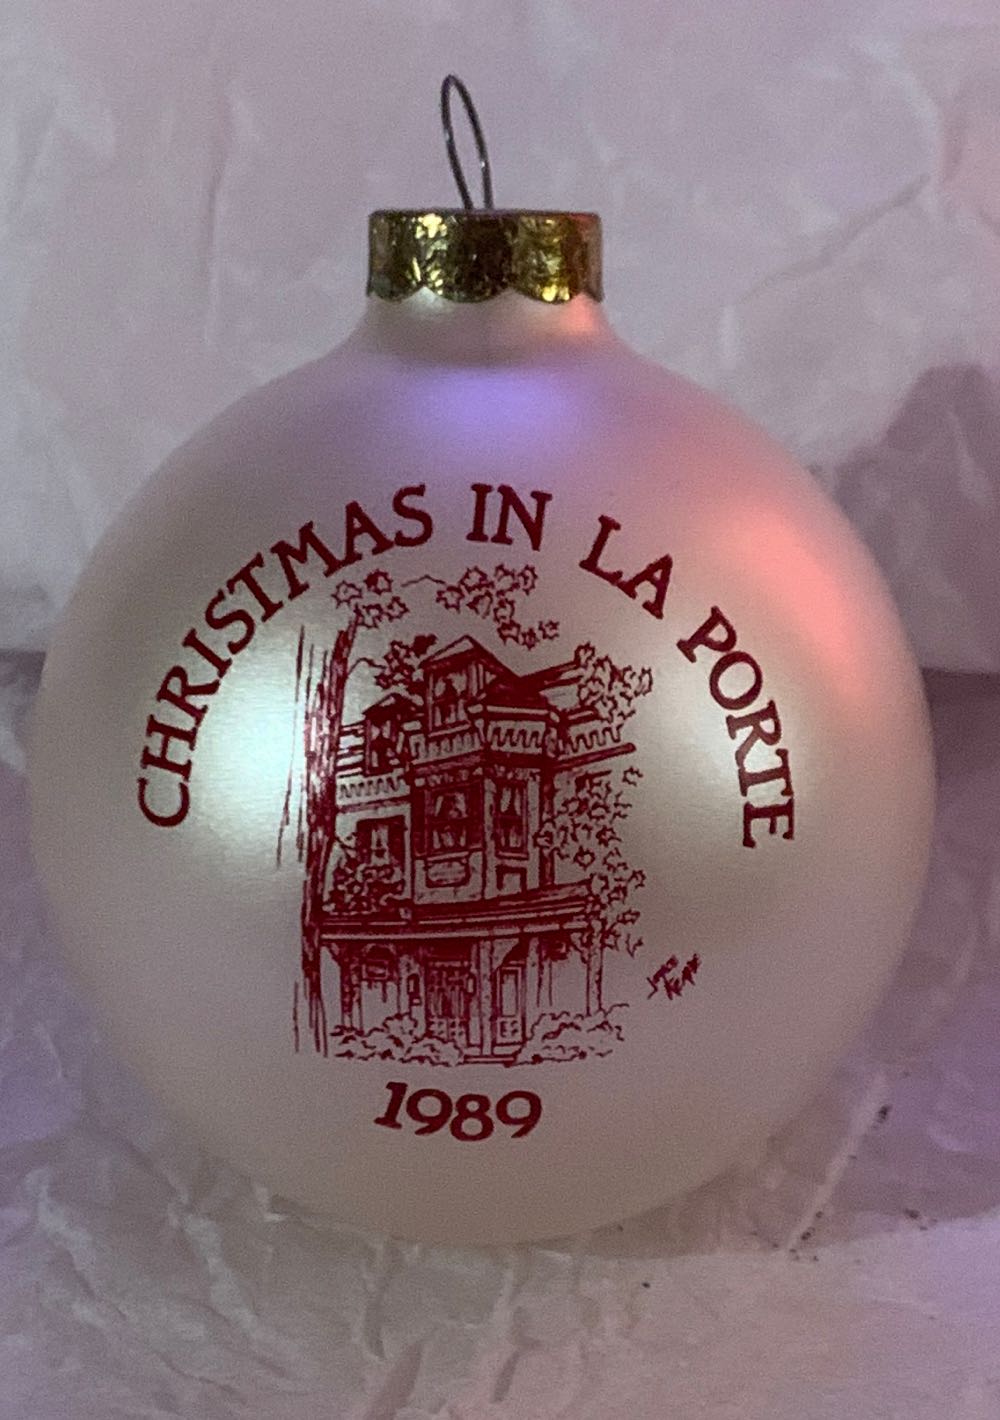 CHRISTMAS IN LA PORTE
1989